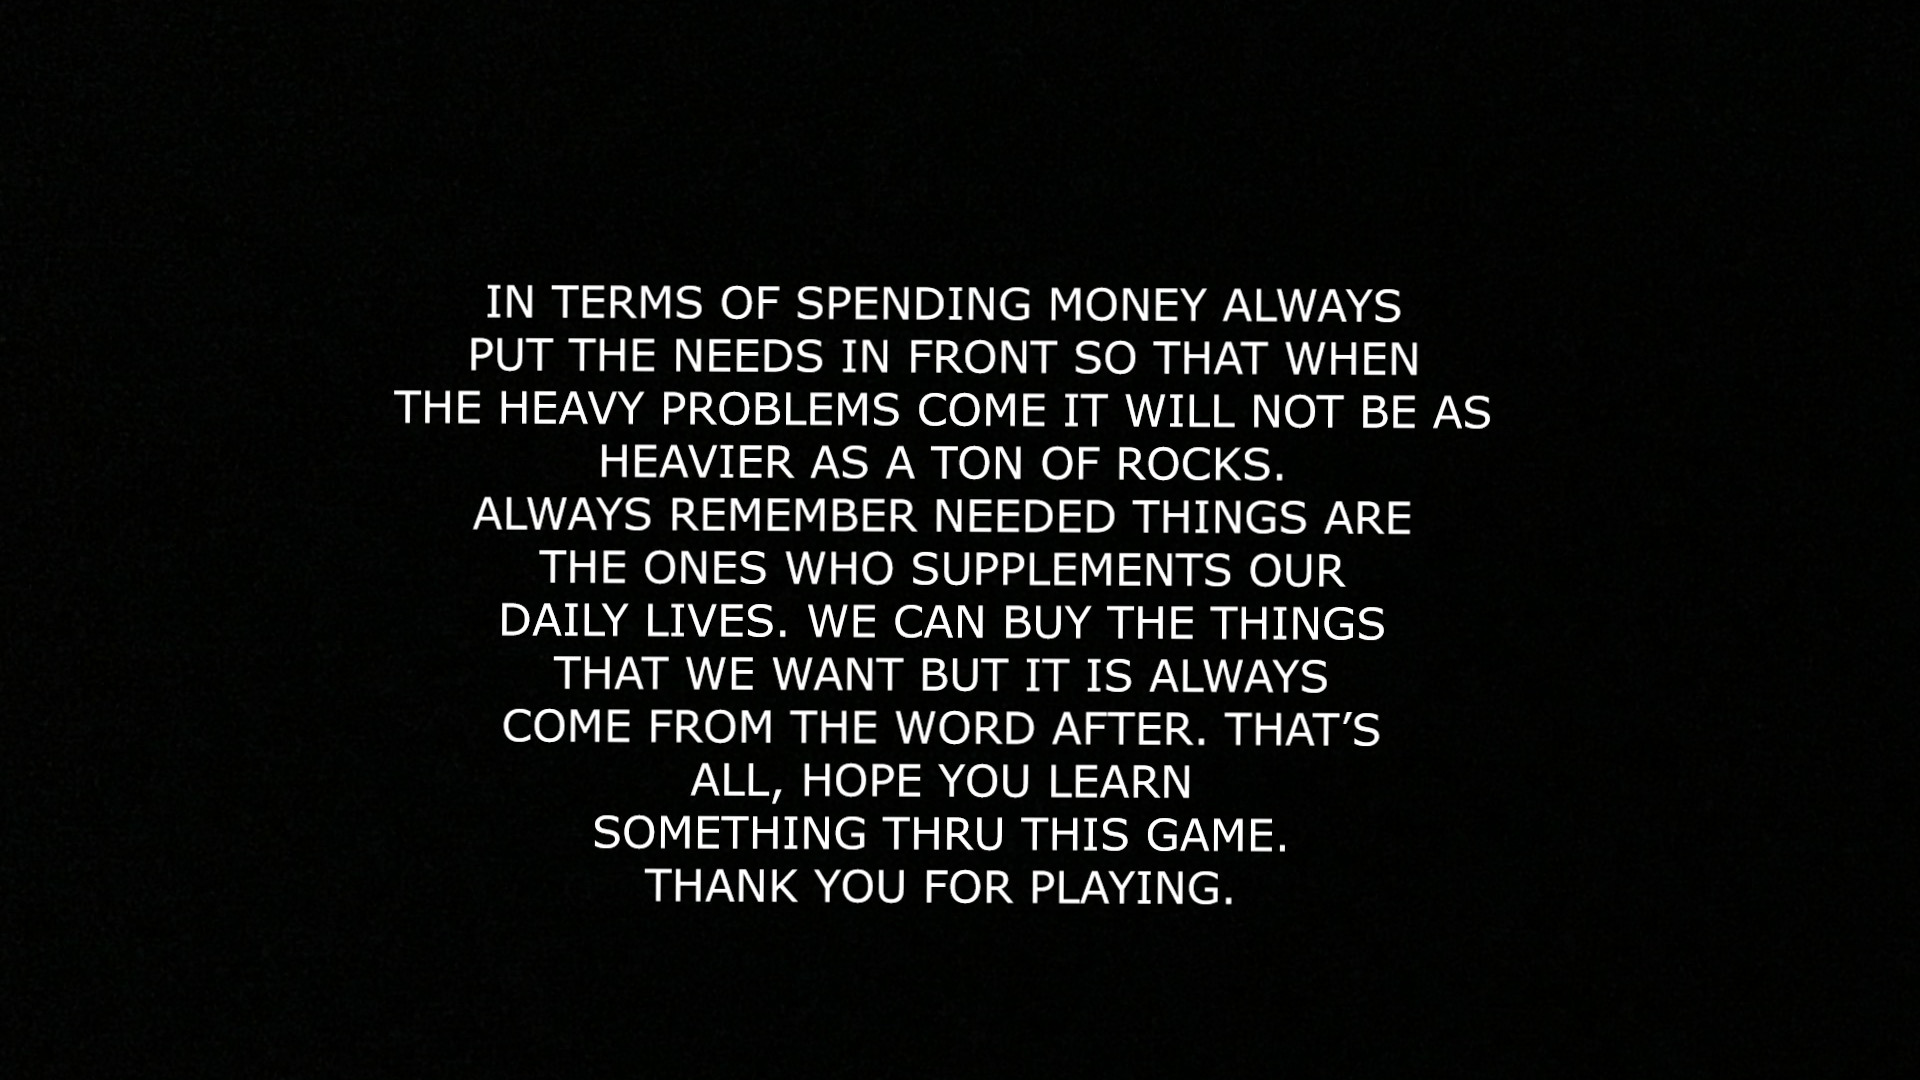 IN TERMS OF SPENDING MONEY ALWAYS
PUT THE NEEDS IN FRONT SO THAT WHEN
THE HEAVY PROBLEMS COME IT WILL NOT BE AS
HEAVIER AS A TON OF ROCKS.
ALWAYS REMEMBER NEEDED THINGS ARE
THE ONES WHO SUPPLEMENTS OUR
DAILY LIVES. WE CAN BUY THE THINGS
THAT WE WANT BUT IT IS ALWAYS
COME FROM THE WORD AFTER. THAT’S
ALL, HOPE YOU LEARN
SOMETHING THRU THIS GAME.
THANK YOU FOR PLAYING.